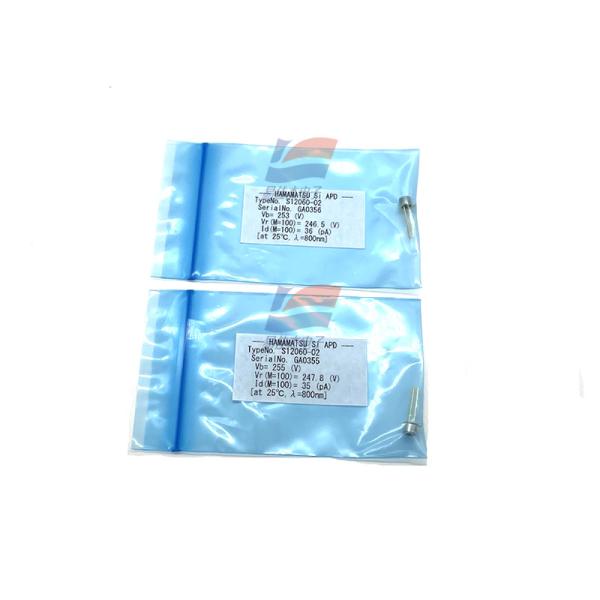 — HAMAMATSU Si APD —
TypeNo. S12060-02
SerialNo. GA0356
Vb= 253 (V)
Vr(M=100)= 246.5 (V)
Id(M=100)= 36 (pA)
[at 25℃, λ=800nm]
— HAMAMATSU Si APD —
TypeNo. S12060-02
SerialNo. GA0355
Vb= 255 (V)
Vr(M=100)= 247.8 (V)
Id(M=100)= 35 (pA)
[at 25℃, λ=800nm]